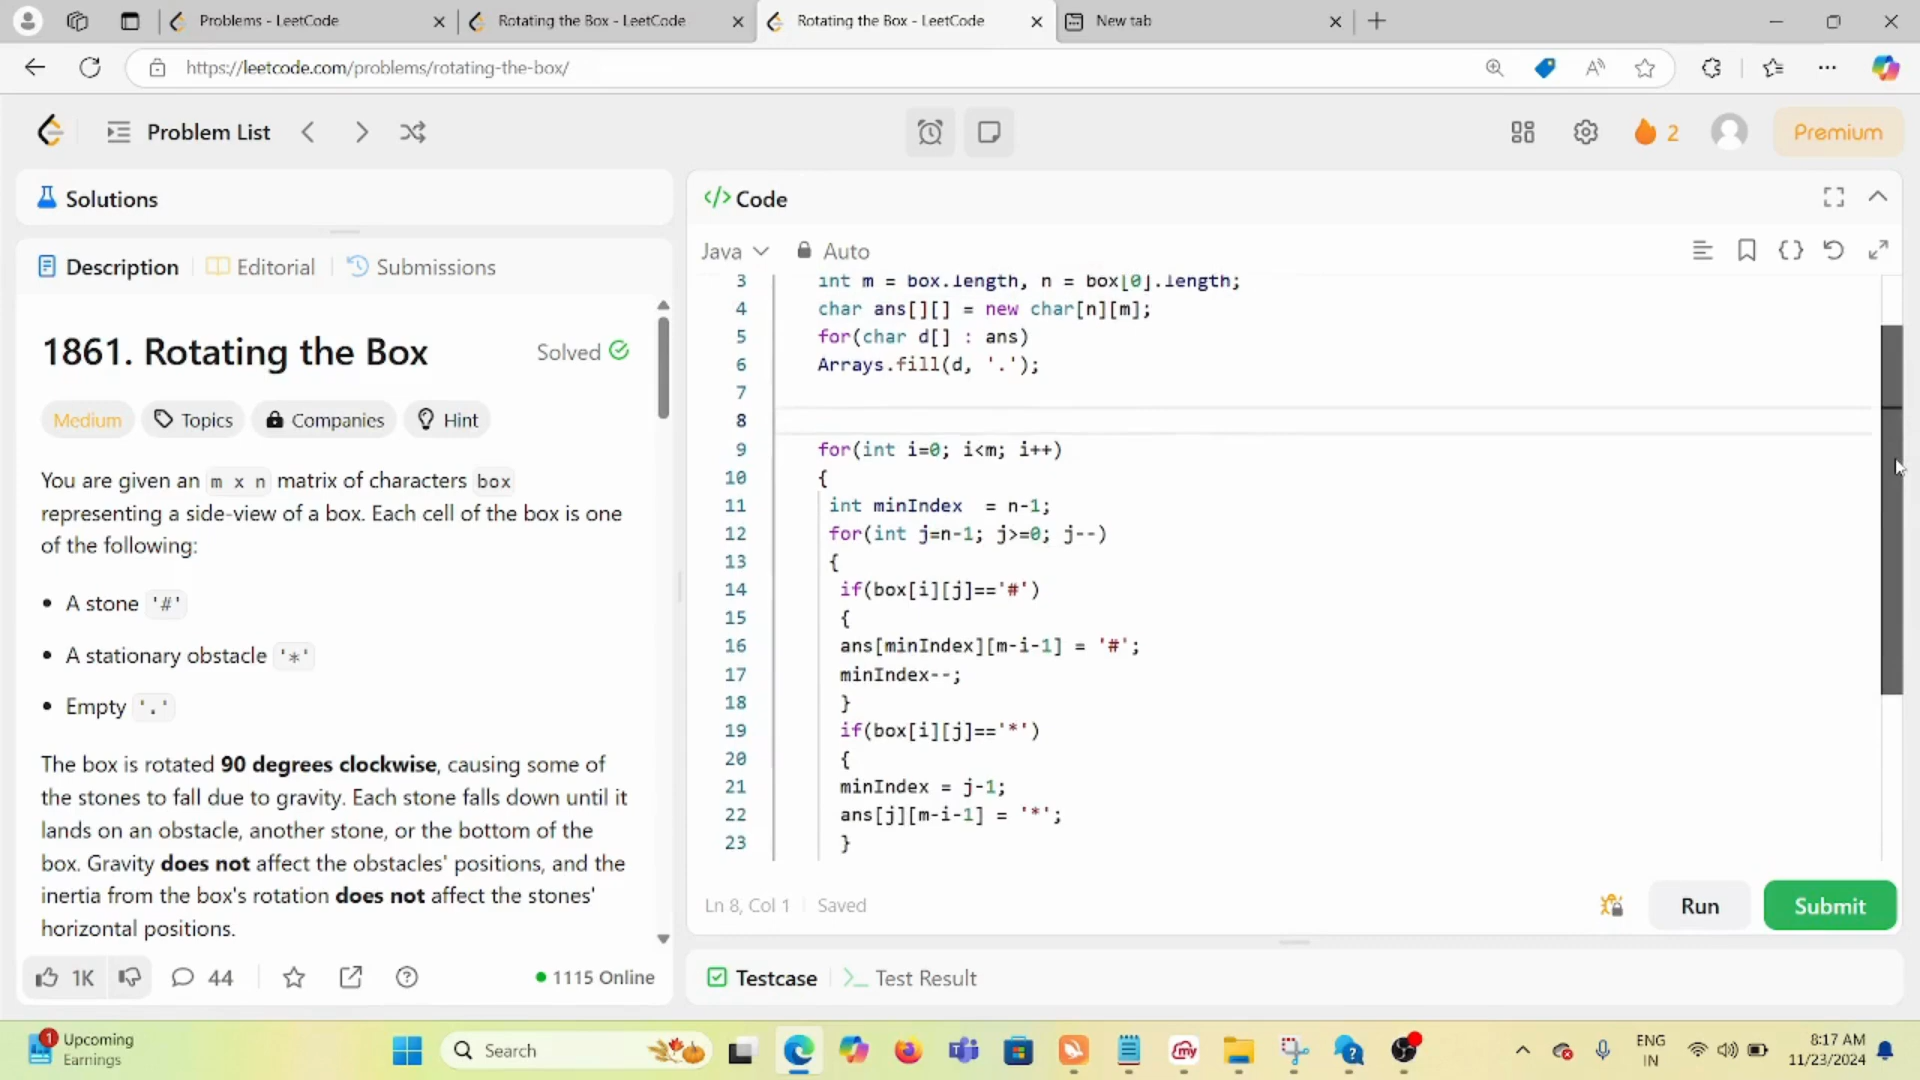 Problems - LeetCode
Rotating the Box - LeetCode
Rotating the Box - LeetCode
New tab
https://leetcode.com/problems/rotating-the-box/
Problem List
2
Premium
Solutions
Description
Editorial
Submissions
1861. Rotating the Box
Solved
Medium
Topics
Companies
Hint
You are given an m x n matrix of characters box
representing a side-view of a box. Each cell of the box is one
of the following:
• A stone '#'
• A stationary obstacle '*'
• Empty '.'
The box is rotated 90 degrees clockwise, causing some of
the stones to fall due to gravity. Each stone falls down until it
lands on an obstacle, another stone, or the bottom of the
box. Gravity does not affect the obstacles' positions, and the
inertia from the box's rotation does not affect the stones'
horizontal positions.
1K
44
1115 Online
</> Code
Java
Auto
3 int m = box.length, n = box[0].length;
4 char ans[][] = new char[n][m];
5 for(char d[] : ans)
6 Arrays.fill(d, '.');
7
8
9 for(int i=0; i<m; i++)
10 {
11 int minIndex  = n-1;
12 for(int j=n-1; j>=0; j--)
13 {
14 if(box[i][j]=='#')
15 {
16 ans[minIndex][m-i-1] = '#';
17 minIndex--;
18 }
19 if(box[i][j]=='*')
20 {
21 minIndex = j-1;
22 ans[j][m-i-1] = '*';
23 }
Ln 8, Col 1
Saved
Run
Submit
Testcase
Test Result
1
Upcoming
Earnings
Search
my
ENG
IN
8:17 AM
11/23/2024